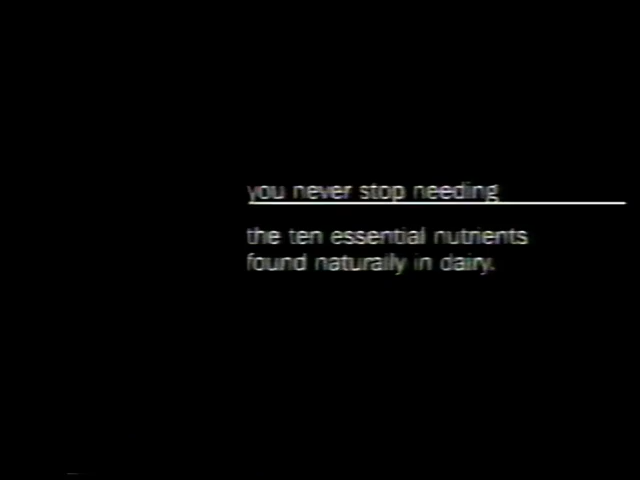 you never stop needing
the ten essential nutrients
found naturally in dairy.